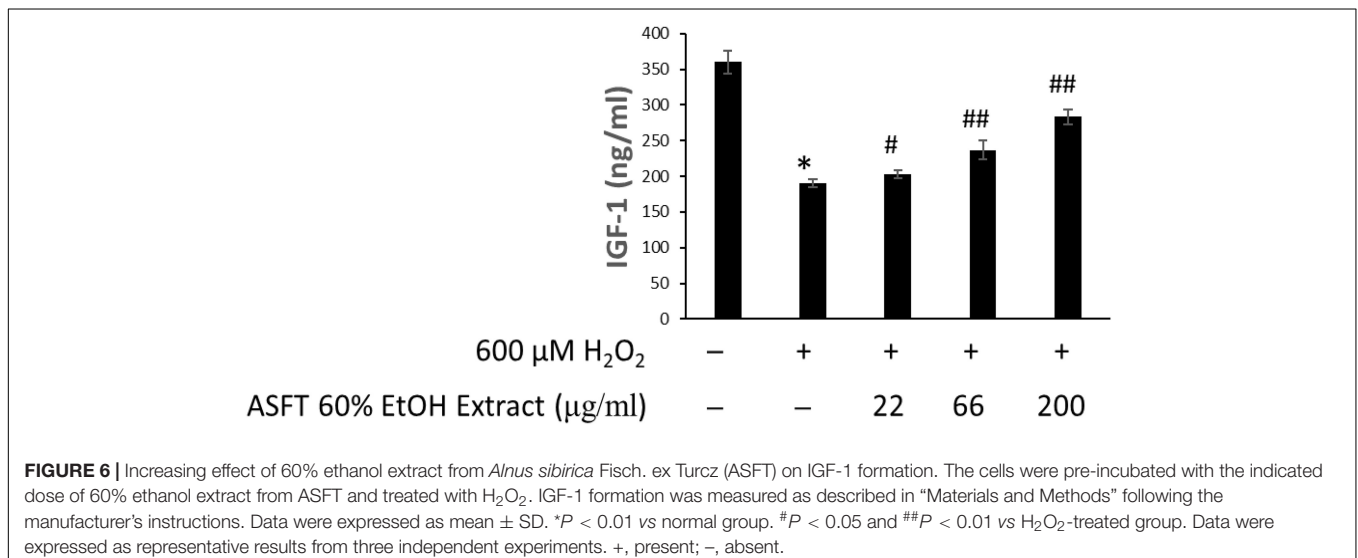 400
350
300
250
200
150
100
50
0
IGF-1 (ng/ml)
* # ## ##
600 µM H₂O₂ – + + + +
ASFT 60% EtOH Extract (µg/ml) – – 22 66 200
FIGURE 6 | Increasing effect of 60% ethanol extract from Alnus sibirica Fisch. ex Turcz (ASFT) on IGF-1 formation. The cells were pre-incubated with the indicated
dose of 60% ethanol extract from ASFT and treated with H₂O₂. IGF-1 formation was measured as described in “Materials and Methods” following the
manufacturer’s instructions. Data were expressed as mean ± SD. *P < 0.01 vs normal group. #P < 0.05 and ##P < 0.01 vs H₂O₂-treated group. Data were
expressed as representative results from three independent experiments. +, present; –, absent.